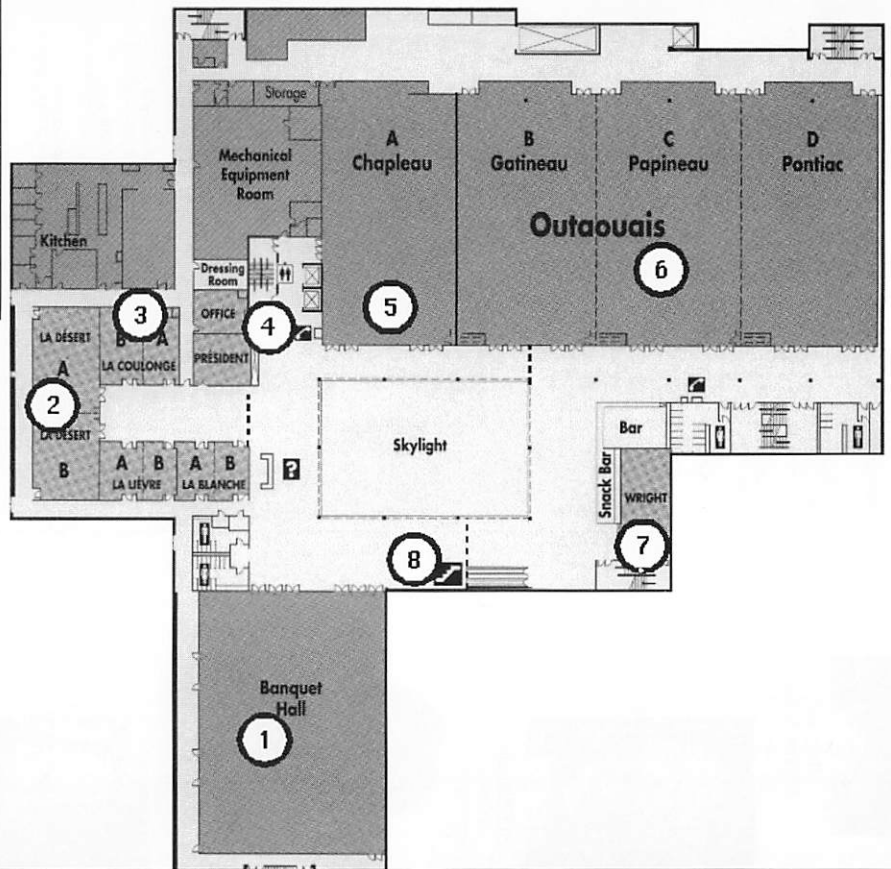 Storage
A
Chapleau
B
Gatineau
C
Papineau
D
Pontiac
Mechanical
Equipment
Room
Outaouais
Kitchen
Dressing
Room
6
5
3
4
OFFICE
LA DÉSERT
B A
LA COULONGE
PRÉSIDENT
A
2
LA DÉSERT
B
A B
LA LIÈVRE
A B
LA BLANCHE
?
Skylight
Bar
Snack Bar
WRIGHT
7
8
Banquet
Hall
1